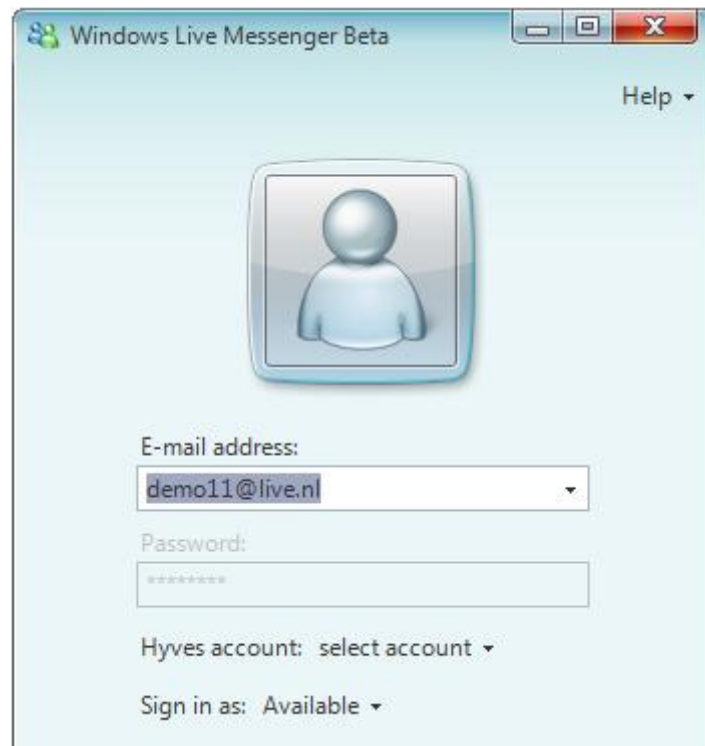 Windows Live Messenger Beta
Help
E-mail address:
demo11@live.nl
Password:
********
Hyves account: select account
Sign in as: Available